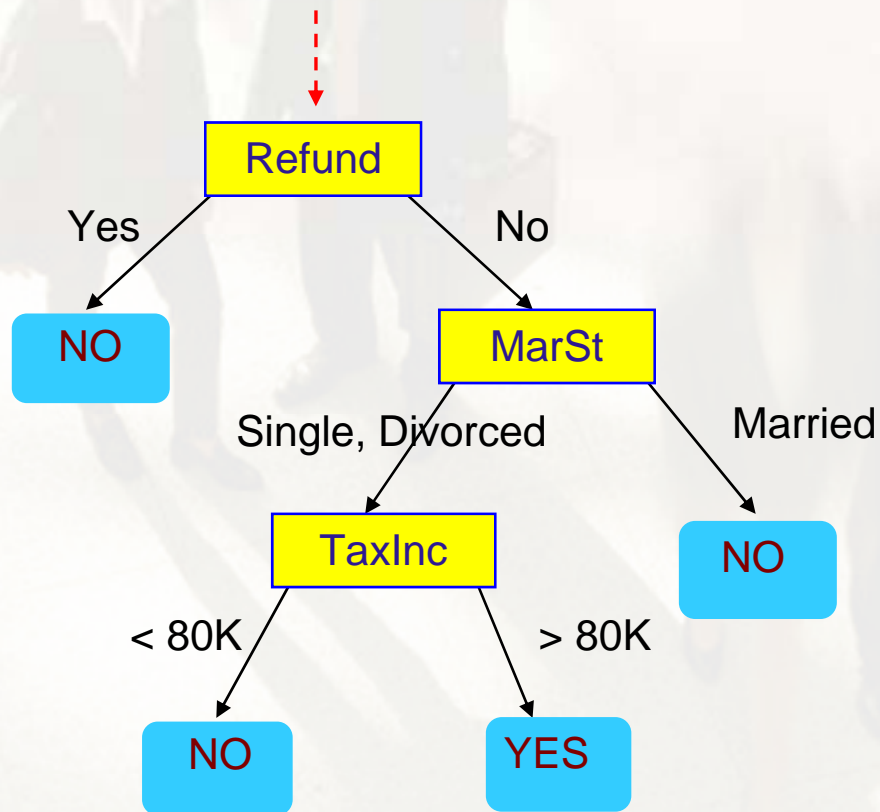 Refund
Yes
No
NO
MarSt
Single, Divorced
Married
TaxInc
NO
< 80K
> 80K
NO
YES